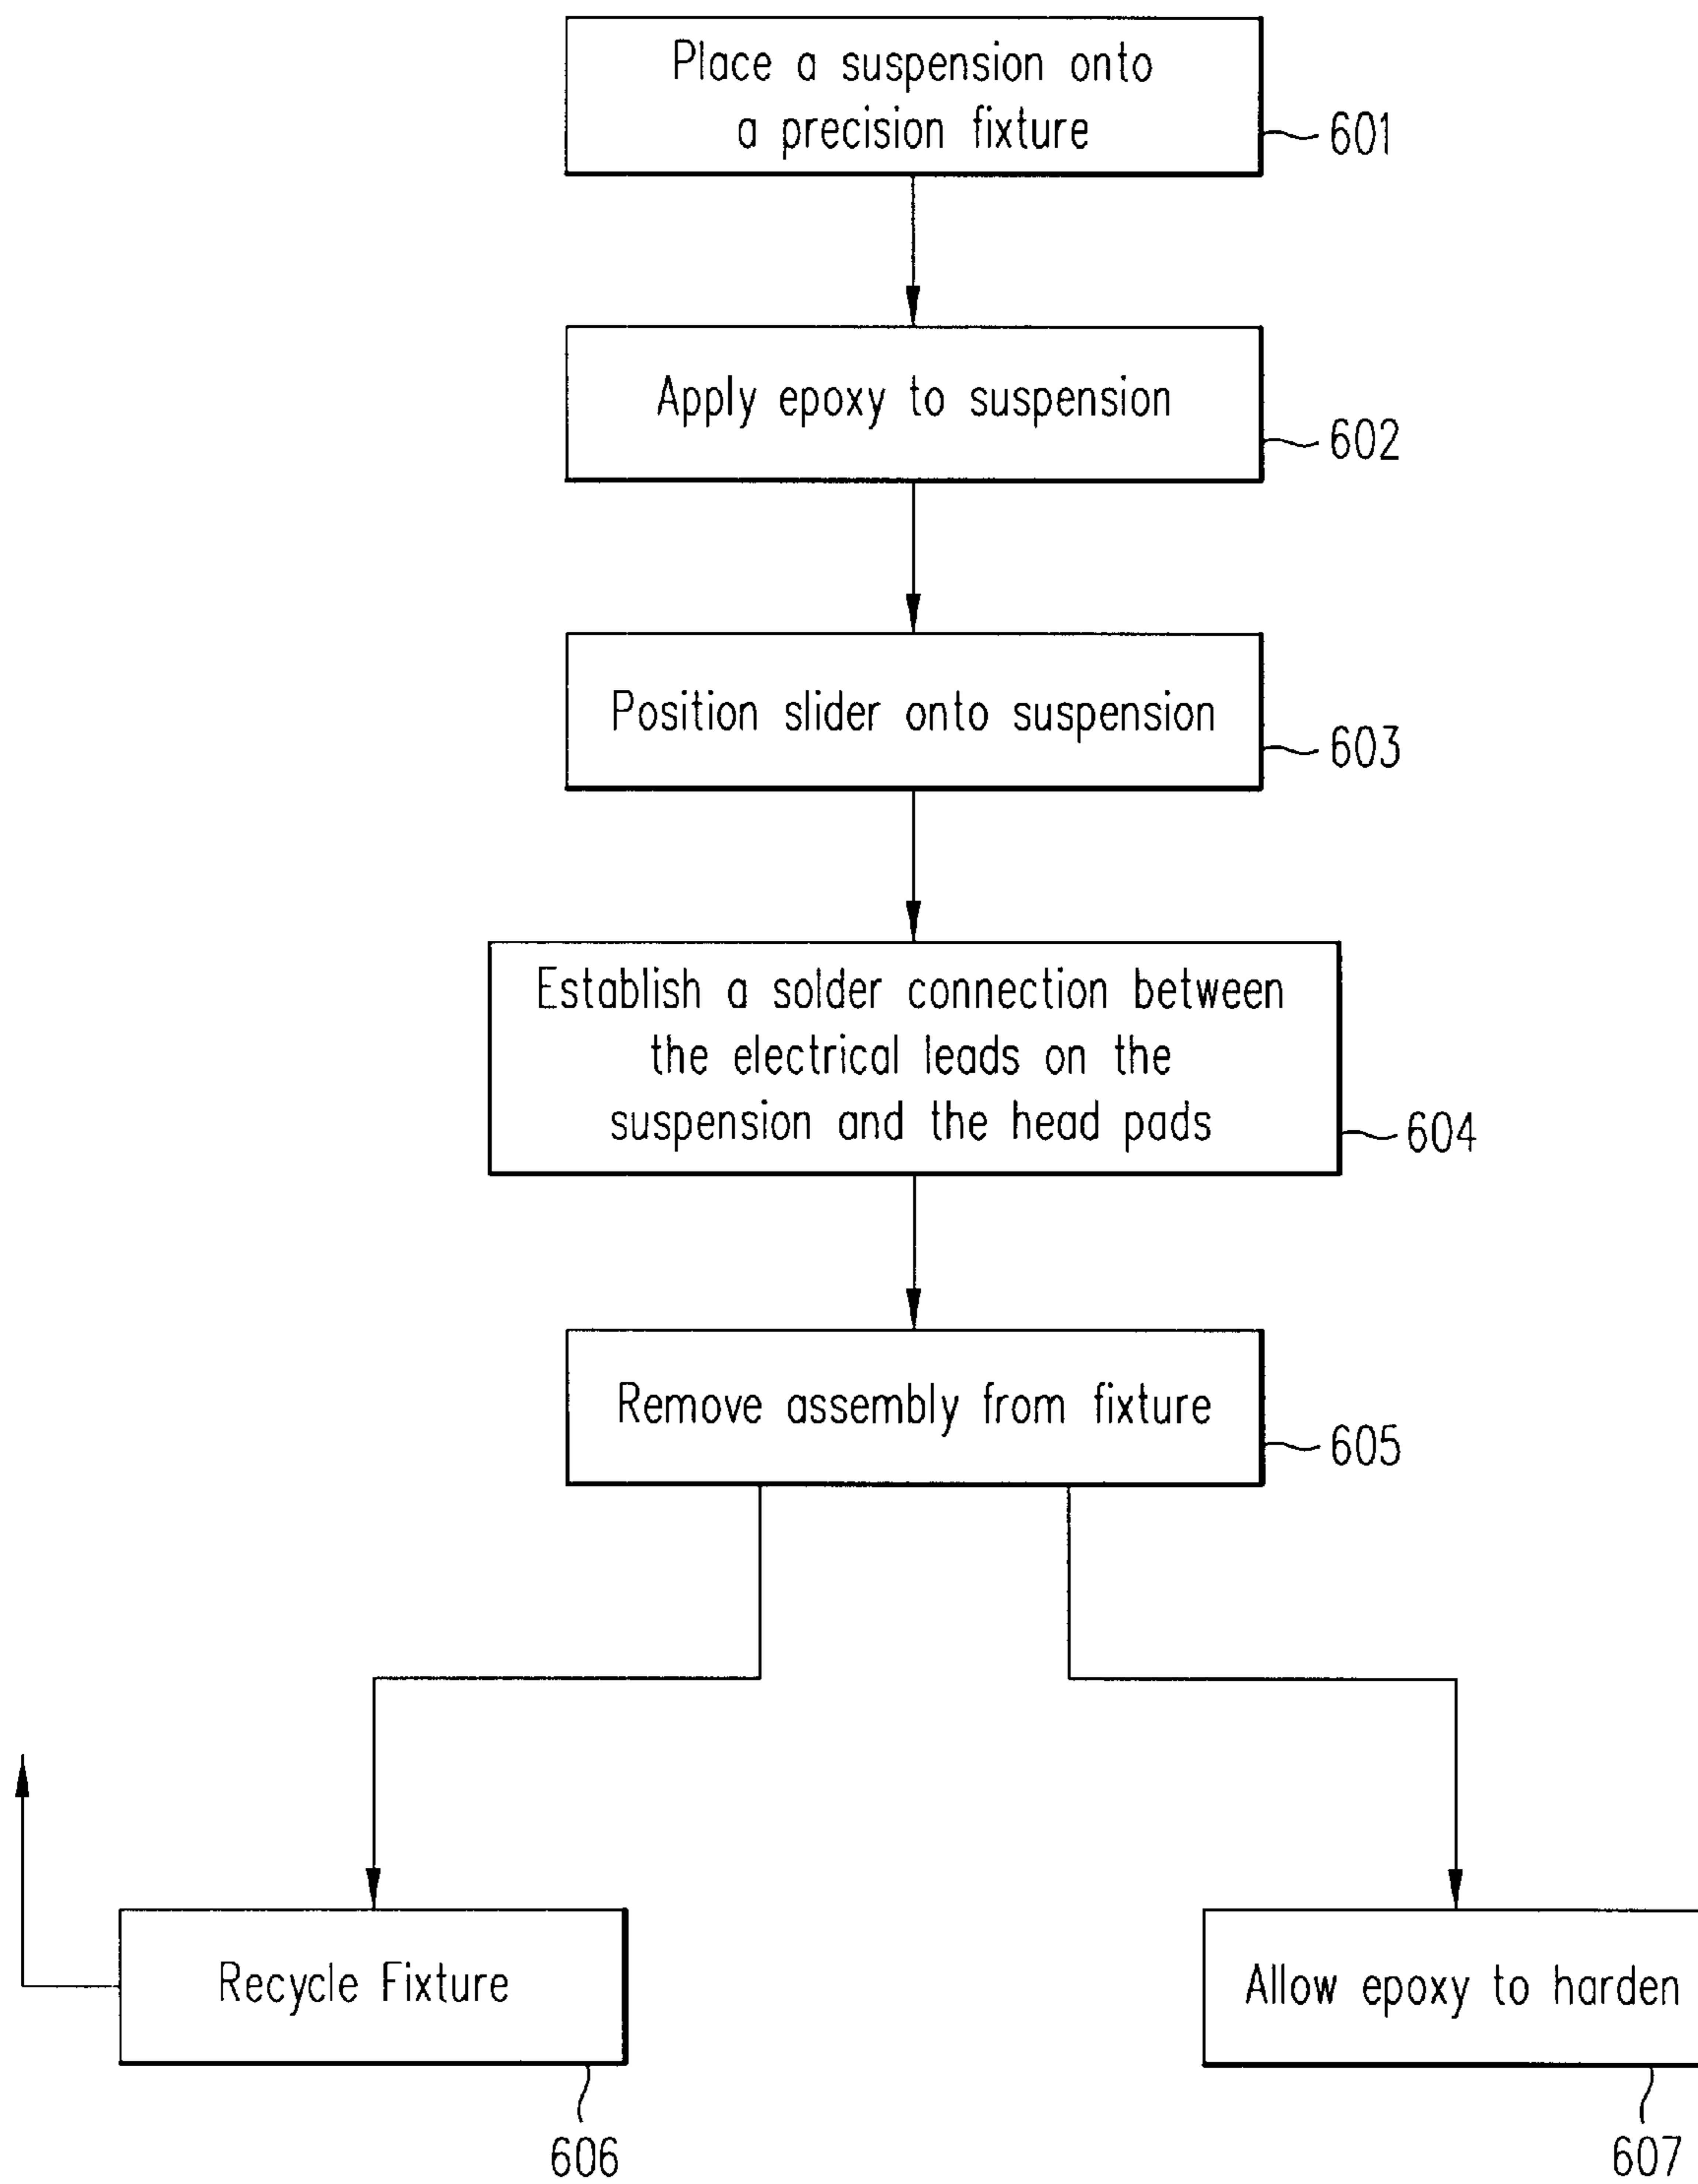 Place a suspension onto
a precision fixture
601
Apply epoxy to suspension
602
Position slider onto suspension
603
Establish a solder connection between
the electrical leads on the
suspension and the head pads
604
Remove assembly from fixture
605
Recycle Fixture
606
Allow epoxy to harden
607